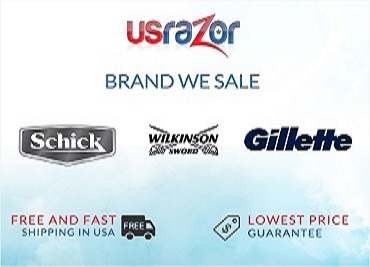 usrazor
BRAND WE SALE
Schick
WILKINSON
SWORD
Gillette
FREE AND FAST
SHIPPING IN USA
FREE
$
LOWEST PRICE
GUARANTEE